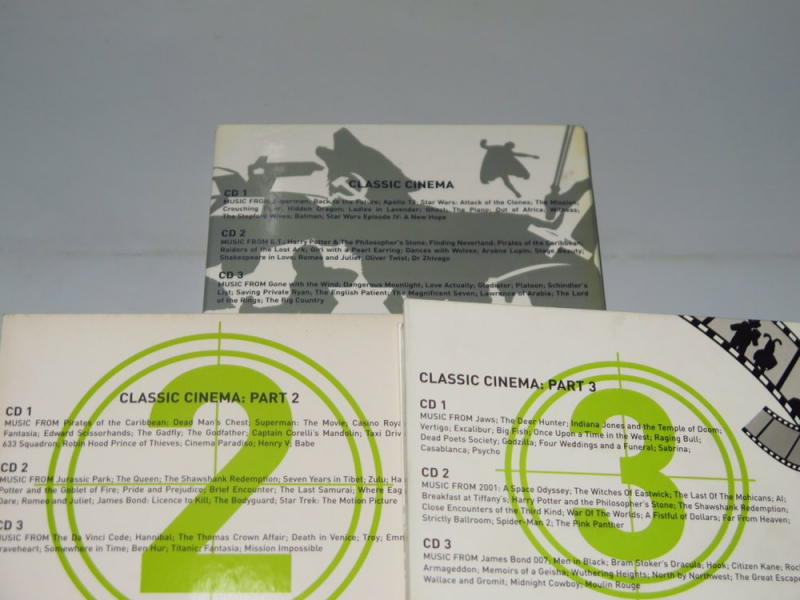 CLASSIC CINEMA
CD 1
MUSIC FROM Superman; Back to the Future; Apollo 13; Star Wars: Attack of the Clones; The Mission;
Crouching Tiger, Hidden Dragon; Ladies in Lavender; Ghost; The Piano; Out of Africa; Witness;
The Stepford Wives; Batman; Star Wars Episode IV: A New Hope
CD 2
MUSIC FROM E.T.; Harry Potter & The Philosopher's Stone; Finding Neverland; Pirates of the Caribbean;
Raiders of the Lost Ark; Girl with a Pearl Earring; Dances with Wolves; Arsène Lupin; Stage Beauty;
Shakespeare in Love; Romeo and Juliet; Oliver Twist; Dr Zhivago
CD 3
MUSIC FROM Gone with the Wind; Dangerous Moonlight; Love Actually; Gladiator; Platoon; Schindler's
List; Saving Private Ryan; The English Patient; The Magnificent Seven; Lawrence of Arabia; The Lord
of the Rings; The Big Country
2
CLASSIC CINEMA: PART 2
CD 1
MUSIC FROM Pirates of the Caribbean: Dead Man's Chest; Superman: The Movie; Casino Roya
Fantasia; Edward Scissorhands; The Gadfly; The Godfather; Captain Corelli's Mandolin; Taxi Driv
633 Squadron; Robin Hood Prince of Thieves; Cinema Paradiso; Henry V; Babe
CD 2
MUSIC FROM Jurassic Park; The Queen; The Shawshank Redemption; Seven Years in Tibet; Zulu; Ha
Potter and the Goblet of Fire; Pride and Prejudice; Brief Encounter; The Last Samurai; Where Eag
Dare; Romeo and Juliet; James Bond: Licence to Kill; The Bodyguard; Star Trek: The Motion Picture
CD 3
MUSIC FROM The Da Vinci Code; Hannibal; The Thomas Crown Affair; Death in Venice; Troy; Emm
raveheart; Somewhere in Time; Ben Hur; Titanic; Fantasia; Mission Impossible
3
CLASSIC CINEMA: PART 3
CD 1
MUSIC FROM Jaws; The Deer Hunter; Indiana Jones and the Temple of Doom;
Vertigo; Excalibur; Big Fish; Once Upon a Time in the West; Raging Bull;
Dead Poets Society; Godzilla; Four Weddings and a Funeral; Sabrina;
Casablanca; Psycho
CD 2
MUSIC FROM 2001: A Space Odyssey; The Witches Of Eastwick; The Last Of The Mohicans; AI;
Breakfast at Tiffany's; Harry Potter and the Philosopher's Stone; The Shawshank Redemption;
Close Encounters of the Third Kind; War Of The Worlds; A Fistful of Dollars; Far From Heaven;
Strictly Ballroom; Spider-Man 2; The Pink Panther
CD 3
MUSIC FROM James Bond 007; Men in Black; Bram Stoker's Dracula; Hook; Citizen Kane; Roc
Armageddon; Memoirs of a Geisha; Wuthering Heights; North by Northwest; The Great Escape
Wallace and Gromit; Midnight Cowboy; Moulin Rouge